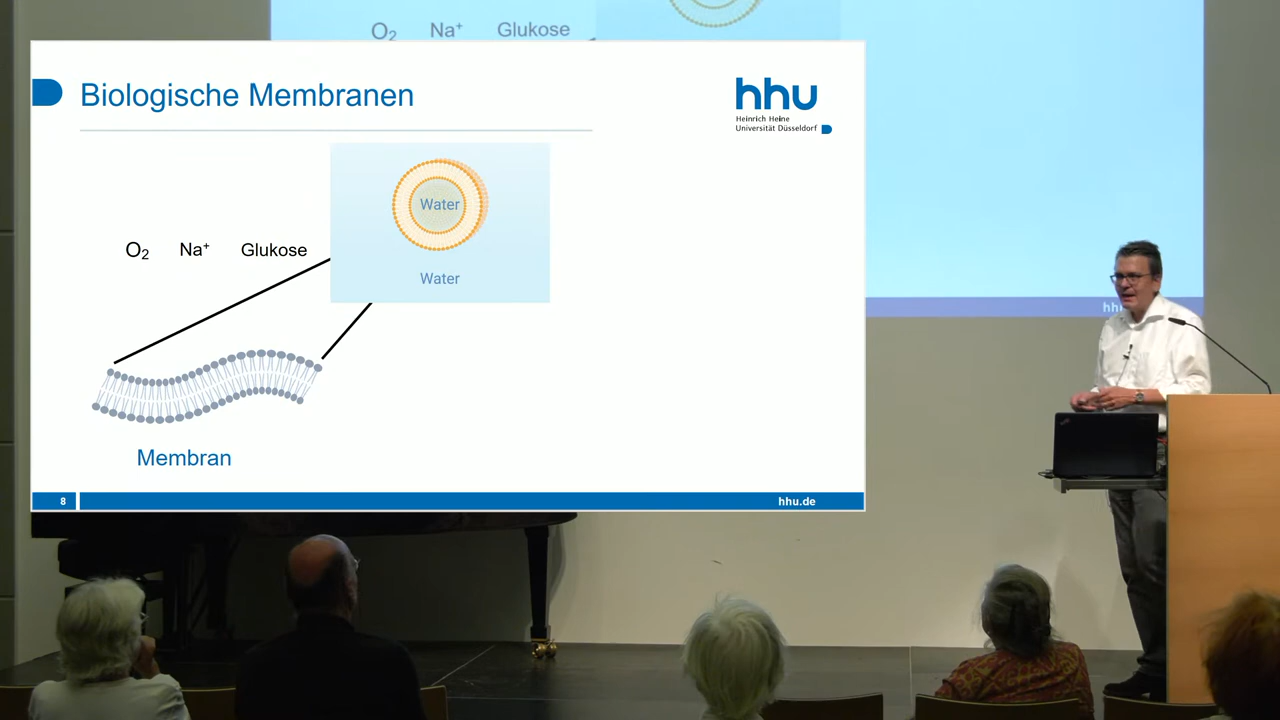 O₂ Na⁺ Glukose
Biologische Membranen
hhu
Heinrich Heine
Universität Düsseldorf
Water
O₂ Na⁺ Glukose
Water
Membran
8
hhu.de
hh